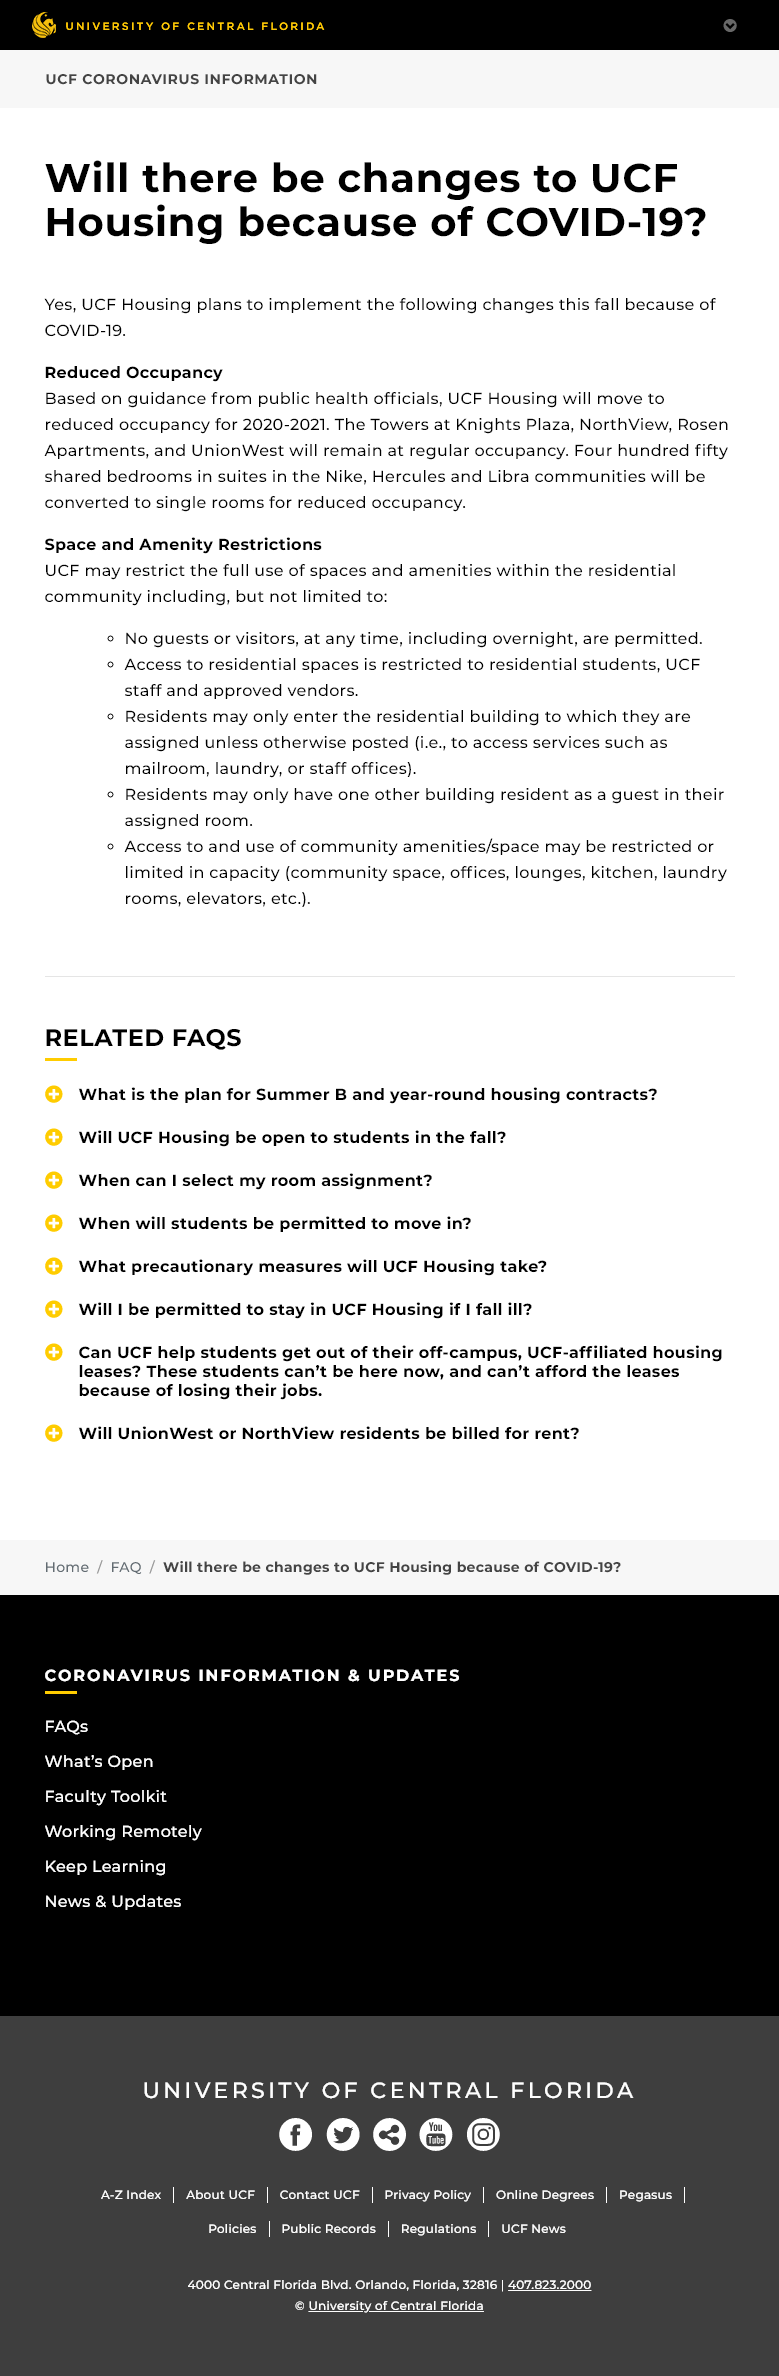 UNIVERSITY OF CENTRAL FLORIDA
UCF CORONAVIRUS INFORMATION
Will there be changes to UCF
Housing because of COVID-19?
Yes, UCF Housing plans to implement the following changes this fall because of
COVID-19.
Reduced Occupancy
Based on guidance from public health officials, UCF Housing will move to
reduced occupancy for 2020-2021. The Towers at Knights Plaza, NorthView, Rosen
Apartments, and UnionWest will remain at regular occupancy. Four hundred fifty
shared bedrooms in suites in the Nike, Hercules and Libra communities will be
converted to single rooms for reduced occupancy.
Space and Amenity Restrictions
UCF may restrict the full use of spaces and amenities within the residential
community including, but not limited to:
No guests or visitors, at any time, including overnight, are permitted.
Access to residential spaces is restricted to residential students, UCF
staff and approved vendors.
Residents may only enter the residential building to which they are
assigned unless otherwise posted (i.e., to access services such as
mailroom, laundry, or staff offices).
Residents may only have one other building resident as a guest in their
assigned room.
Access to and use of community amenities/space may be restricted or
limited in capacity (community space, offices, lounges, kitchen, laundry
rooms, elevators, etc.).
RELATED FAQS
What is the plan for Summer B and year-round housing contracts?
Will UCF Housing be open to students in the fall?
When can I select my room assignment?
When will students be permitted to move in?
What precautionary measures will UCF Housing take?
Will I be permitted to stay in UCF Housing if I fall ill?
Can UCF help students get out of their off-campus, UCF-affiliated housing
leases? These students can’t be here now, and can’t afford the leases
because of losing their jobs.
Will UnionWest or NorthView residents be billed for rent?
Home / FAQ / Will there be changes to UCF Housing because of COVID-19?
CORONAVIRUS INFORMATION & UPDATES
FAQs
What’s Open
Faculty Toolkit
Working Remotely
Keep Learning
News & Updates
UNIVERSITY OF CENTRAL FLORIDA
You
Tube
A-Z Index | About UCF | Contact UCF | Privacy Policy | Online Degrees | Pegasus |
Policies | Public Records | Regulations | UCF News
4000 Central Florida Blvd. Orlando, Florida, 32816 | 407.823.2000
© University of Central Florida